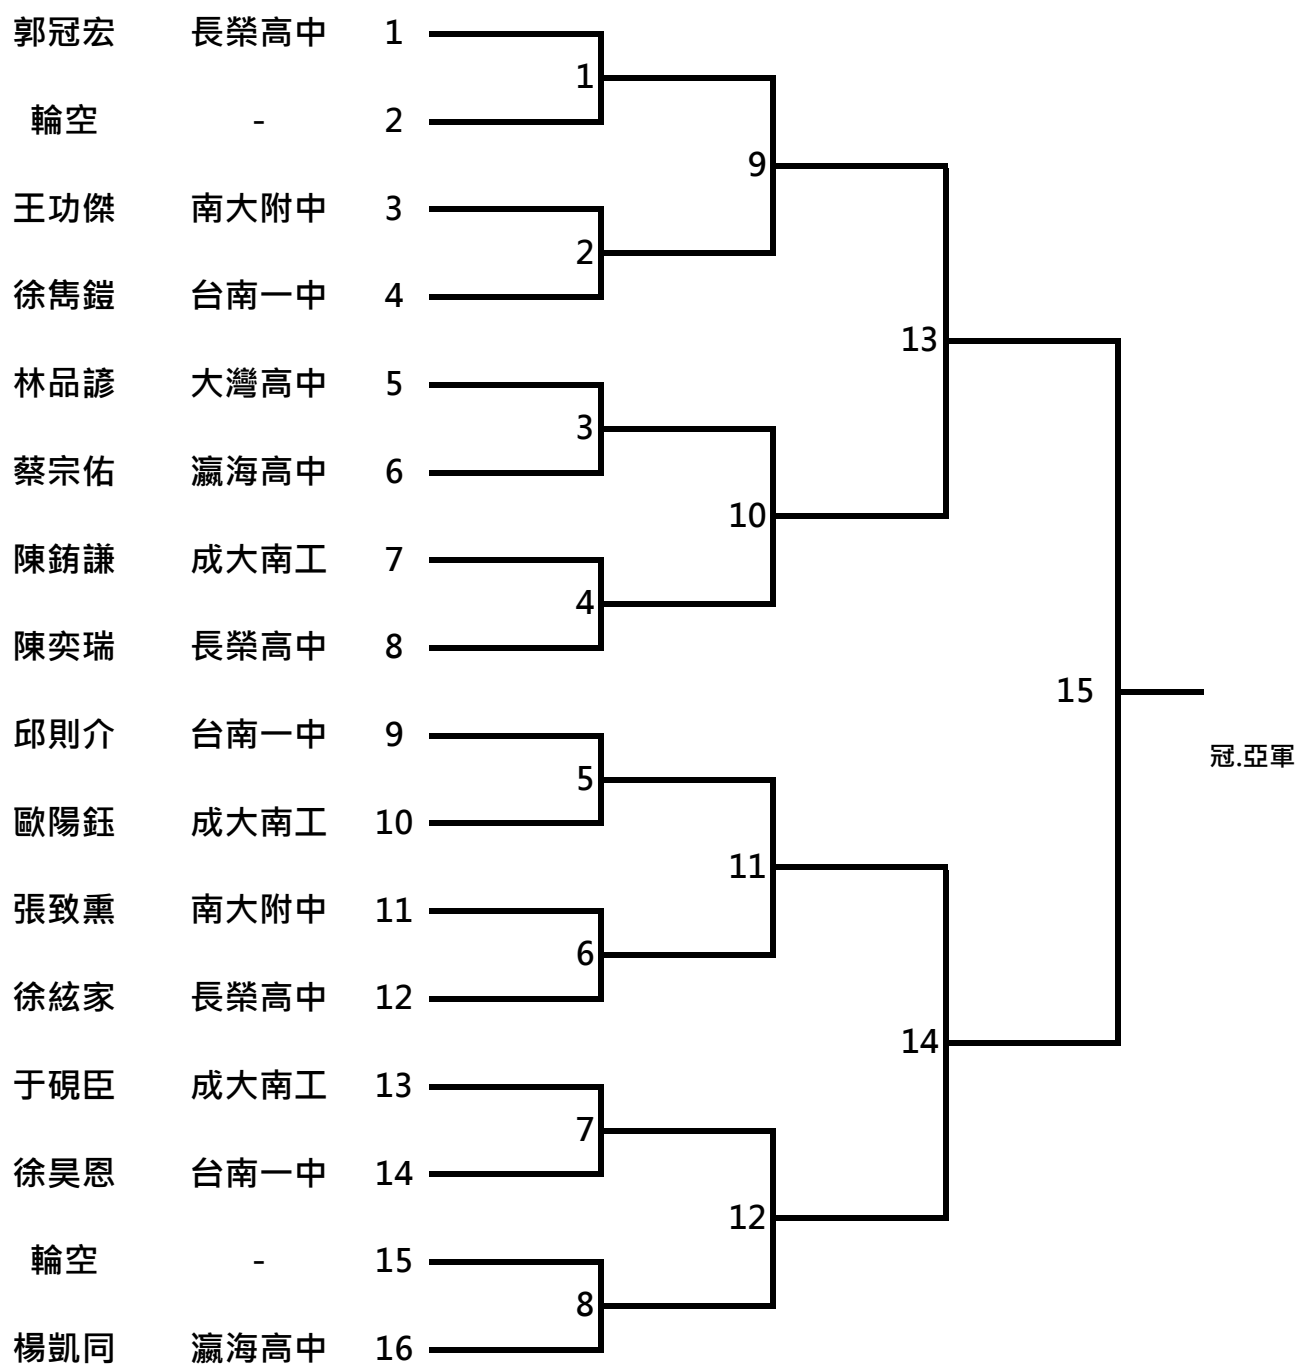 郭冠宏 長榮高中 1
1
輪空 - 2
9
王功傑 南大附中 3
2
徐雋鎧 台南一中 4
13
林品諺 大灣高中 5
3
蔡宗佑 瀛海高中 6
10
陳銪謙 成大南工 7
4
陳奕瑞 長榮高中 8
15
邱則介 台南一中 9
冠.亞軍
5
歐陽鈺 成大南工 10
11
張致熏 南大附中 11
6
徐絃家 長榮高中 12
14
于硯臣 成大南工 13
7
徐昊恩 台南一中 14
12
輪空 - 15
8
楊凱同 瀛海高中 16